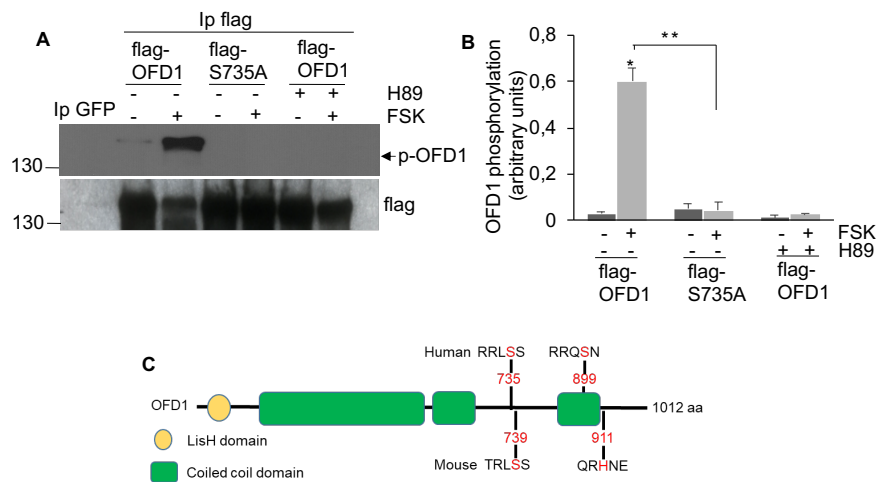 A
Ip flag
flag-
OFD1
flag-
S735A
flag-
OFD1
- - - - + + H89
Ip GFP - + - + - + FSK
130
p-OFD1
130
flag
B
OFD1 phosphorylation
(arbitrary units)
0,8
0,6
0,4
0,2
0
*
**
- + - + - + FSK
- - - - + + H89
flag-
OFD1
flag-
S735A
flag-
OFD1
C
Human RRLSS RRQSN
735 899
OFD1 1012 aa
739 911
Mouse TRLSS QRHNE
LisH domain
Coiled coil domain